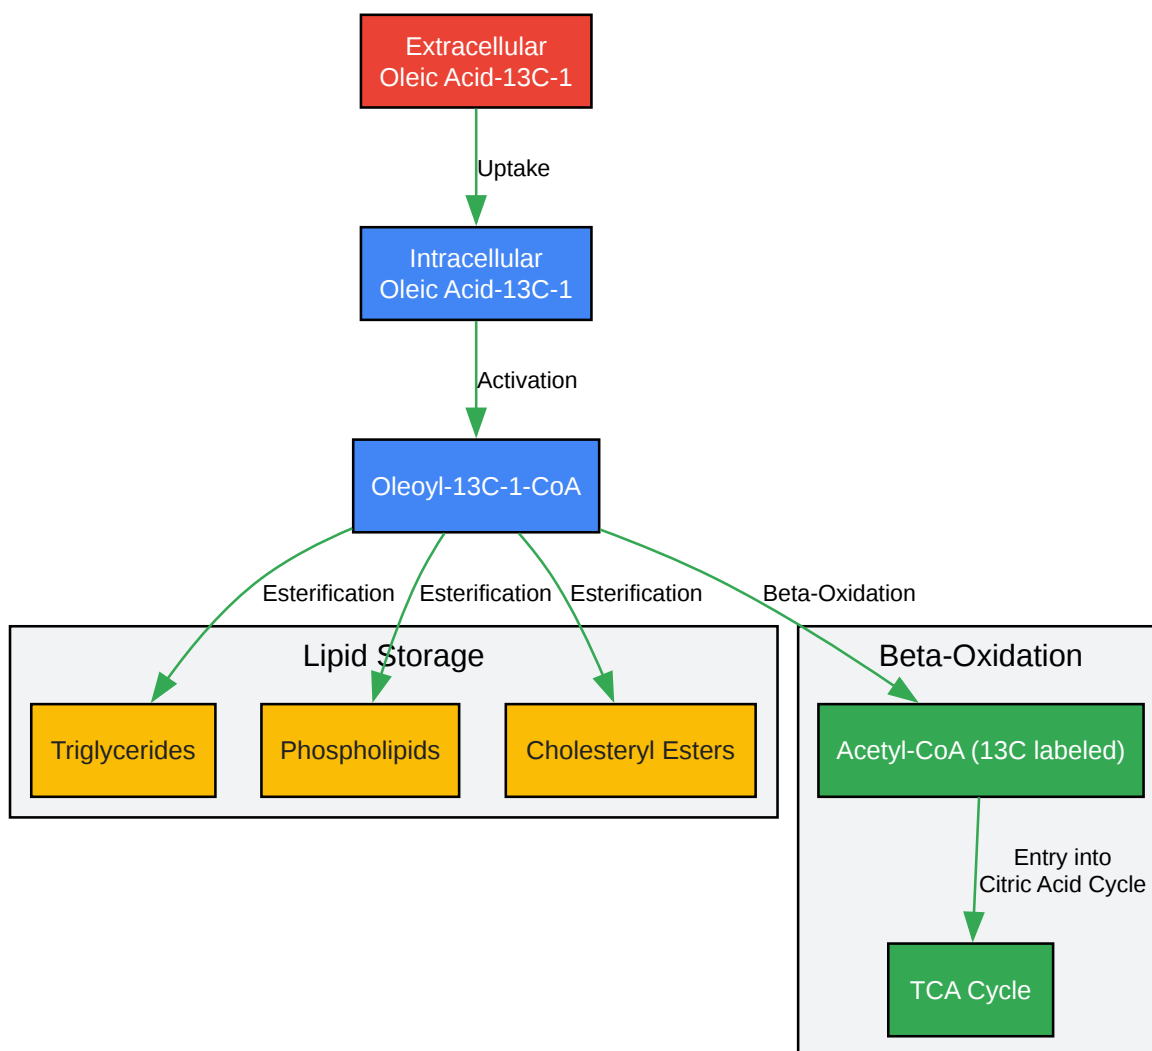 Extracellular
Oleic Acid-13C-1
Uptake
Intracellular
Oleic Acid-13C-1
Activation
Oleoyl-13C-1-CoA
Esterification
Esterification
Esterification
Beta-Oxidation
Lipid Storage
Beta-Oxidation
Triglycerides
Phospholipids
Cholesteryl Esters
Acetyl-CoA (13C labeled)
Entry into
Citric Acid Cycle
TCA Cycle